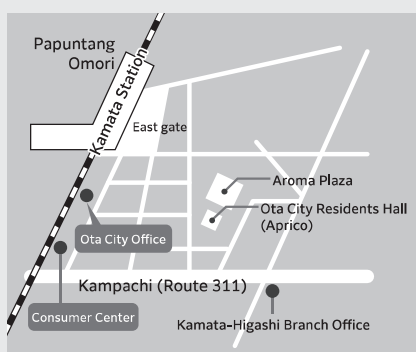 Papuntang
Omori
Kamata Station
East gate
Aroma Plaza
Ota City Residents Hall
(Aprico)
Ota City Office
Kampachi (Route 311)
Consumer Center
Kamata-Higashi Branch Office